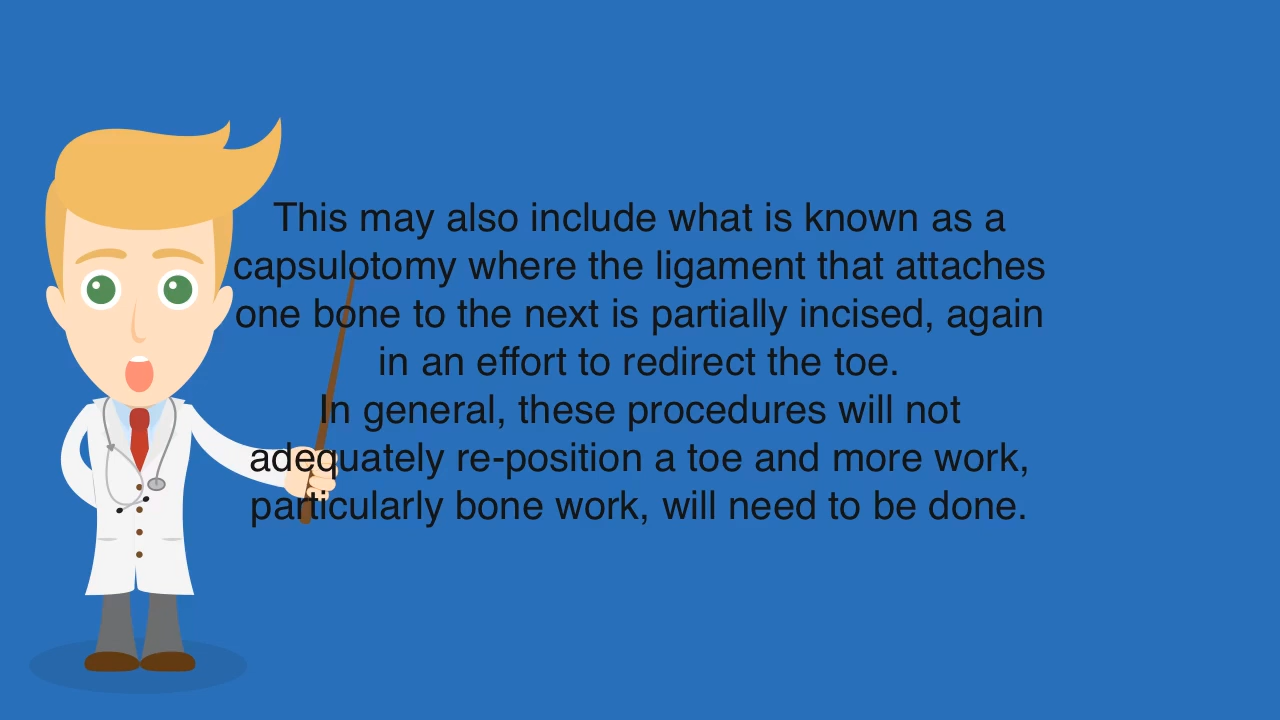 This may also include what is known as a
capsulotomy where the ligament that attaches
one bone to the next is partially incised, again
in an effort to redirect the toe.
In general, these procedures will not
adequately re-position a toe and more work,
particularly bone work, will need to be done.